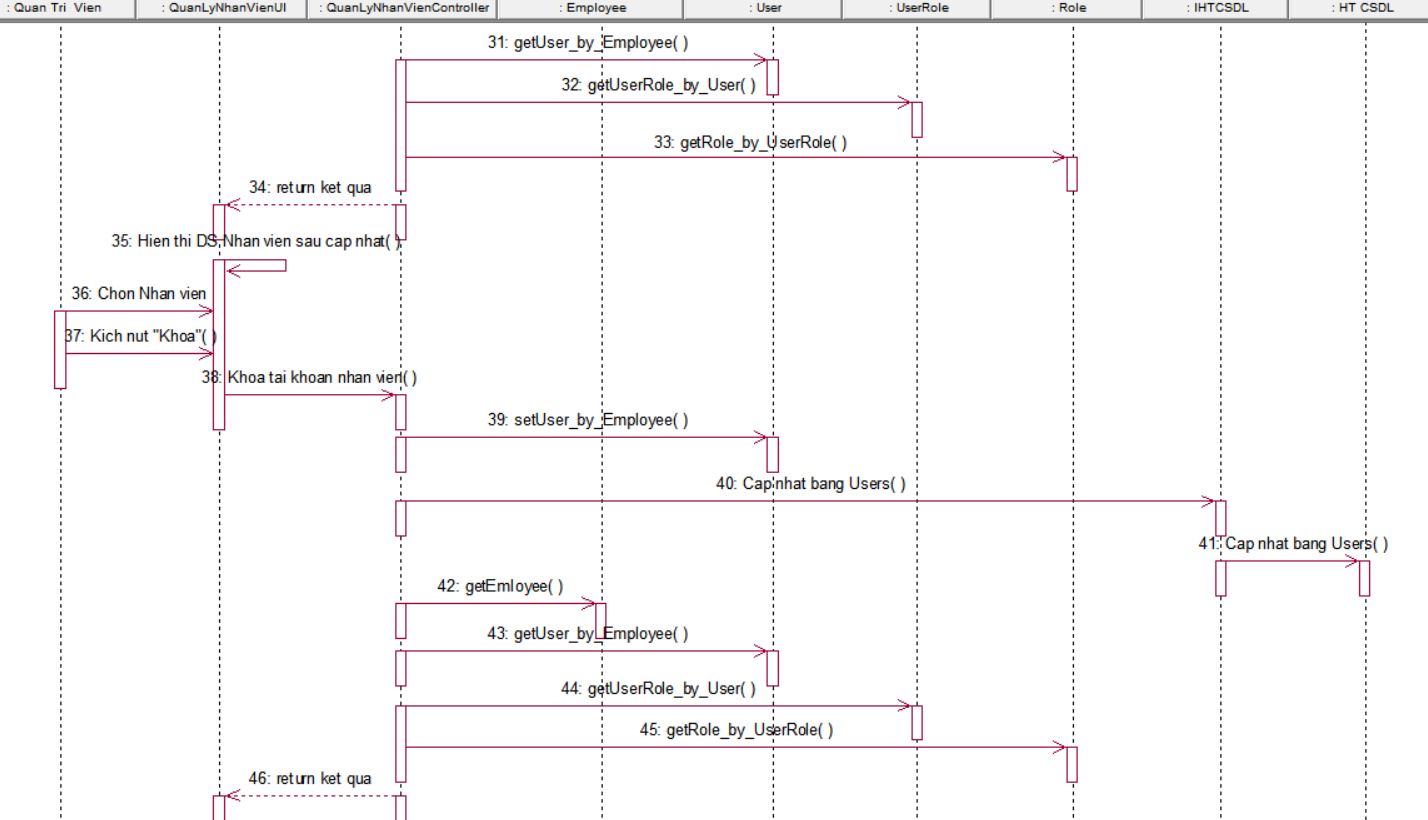 : Quan Tri Vien : QuanLyNhanVienUI : QuanLyNhanVienController : Employee : User : UserRole : Role : IHTCSDL : HT CSDL
31: getUser_by_Employee( )
32: getUserRole_by_User( )
33: getRole_by_UserRole( )
34: return ket qua
35: Hien thi DS Nhan vien sau cap nhat( )
36: Chon Nhan vien
37: Kich nut "Khoa"( )
38: Khoa tai khoan nhan vien( )
39: setUser_by_Employee( )
40: Cap nhat bang Users( )
41: Cap nhat bang Users( )
42: getEmloyee( )
43: getUser_by_Employee( )
44: getUserRole_by_User( )
45: getRole_by_UserRole( )
46: return ket qua